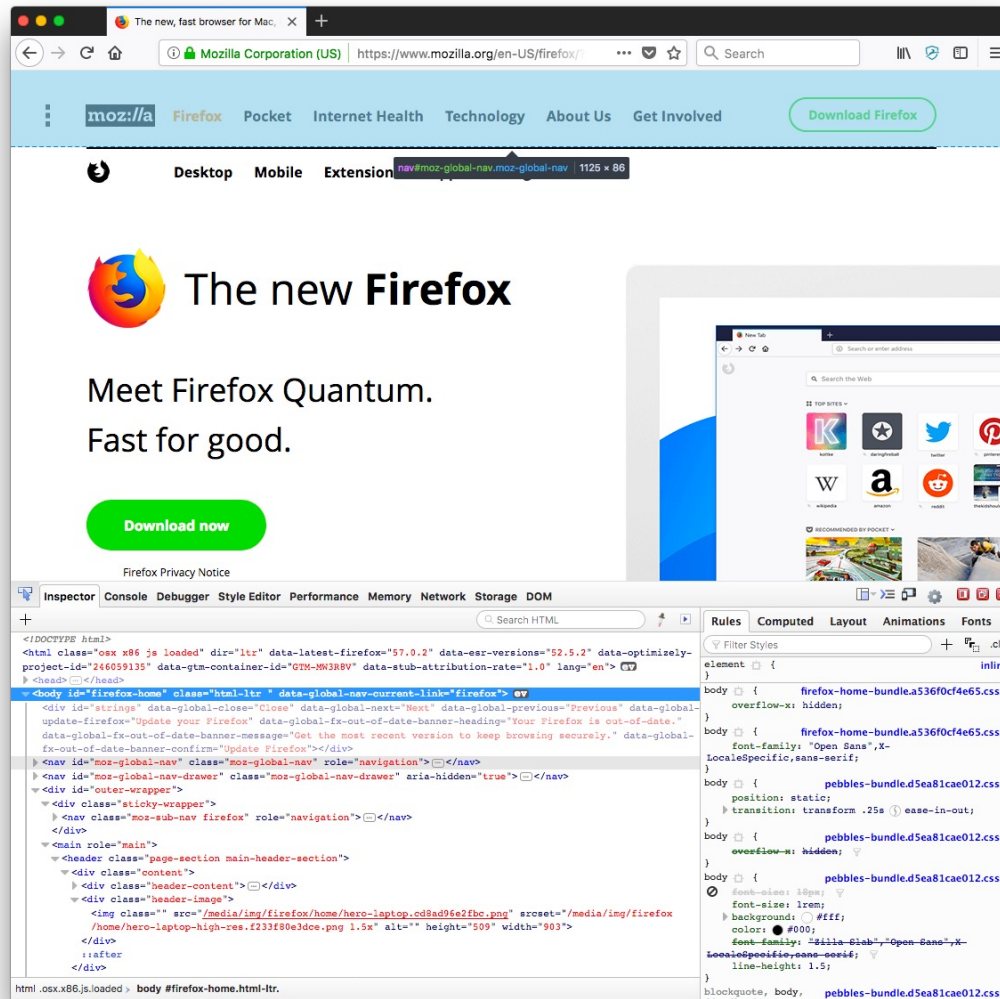 The new, fast browser for Mac,
Mozilla Corporation (US) https://www.mozilla.org/en-US/firefox/ Search
moz://a Firefox Pocket Internet Health Technology About Us Get Involved Download Firefox
Desktop Mobile Extension
nav#moz-global-nav.moz-global-nav 1125 × 86
The new Firefox
Meet Firefox Quantum.
Fast for good.
Download now
Firefox Privacy Notice
New Tab
Search or enter address
Search the Web
TOP SITES
kottke daringfireball twitter
wikipedia amazon reddit
RECOMMENDED BY POCKET
Inspector Console Debugger Style Editor Performance Memory Network Storage DOM
Search HTML
<!DOCTYPE html>
<html class="osx x86 js loaded" dir="ltr" data-latest-firefox="57.0.2" data-esr-versions="52.5.2" data-optimizely-
project-id="246059135" data-gtm-container-id="GTM-MW3R8V" data-stub-attribution-rate="1.0" lang="en"> ev
<head></head>
<body id="firefox-home" class="html-ltr " data-global-nav-current-link="firefox"> ev
<div id="strings" data-global-close="Close" data-global-next="Next" data-global-previous="Previous" data-global-
update-firefox="Update your Firefox" data-global-fx-out-of-date-banner-heading="Your Firefox is out-of-date."
data-global-fx-out-of-date-banner-message="Get the most recent version to keep browsing securely." data-global-
fx-out-of-date-banner-confirm="Update Firefox"></div>
<nav id="moz-global-nav" class="moz-global-nav" role="navigation"></nav>
<nav id="moz-global-nav-drawer" class="moz-global-nav-drawer" aria-hidden="true"></nav>
<div id="outer-wrapper">
<div class="sticky-wrapper">
<nav class="moz-sub-nav firefox" role="navigation"></nav>
</div>
<main role="main">
<header class="page-section main-header-section">
<div class="content">
<div class="header-content"></div>
<div class="header-image">
<img class="" src="/media/img/firefox/home/hero-laptop.cd8ad96e2fbc.png" srcset="/media/img/firefox
/home/hero-laptop-high-res.f233f80e3dce.png 1.5x" alt="" height="509" width="903">
</div>
::after
</div>
html .osx.x86.js.loaded body #firefox-home.html-ltr.
Rules Computed Layout Animations Fonts
Filter Styles
element {
}
body { firefox-home-bundle.a536f0cf4e65.css
overflow-x: hidden;
}
body { firefox-home-bundle.a536f0cf4e65.css
font-family: "Open Sans",X-
LocaleSpecific,sans-serif;
}
body { pebbles-bundle.d5ea81cae012.css
position: static;
transition: transform .25s ease-in-out;
}
body { pebbles-bundle.d5ea81cae012.css
overflow-x: hidden;
}
body { pebbles-bundle.d5ea81cae012.css
font-size: 18px;
font-size: 1rem;
background: #fff;
color: #000;
font-family: "Zilla Slab","Open Sans",X-
LocaleSpecific,sans-serif;
line-height: 1.5;
}
blockquote, body, pebbles-bundle.d5ea81cae012.css